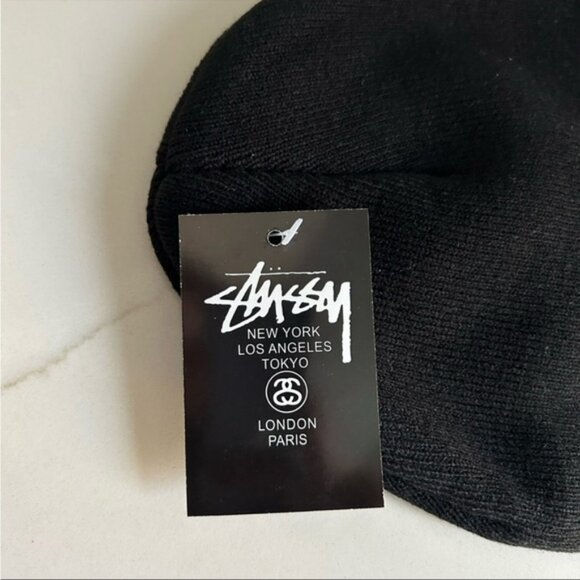 Stüssy
NEW YORK
LOS ANGELES
TOKYO
LONDON
PARIS